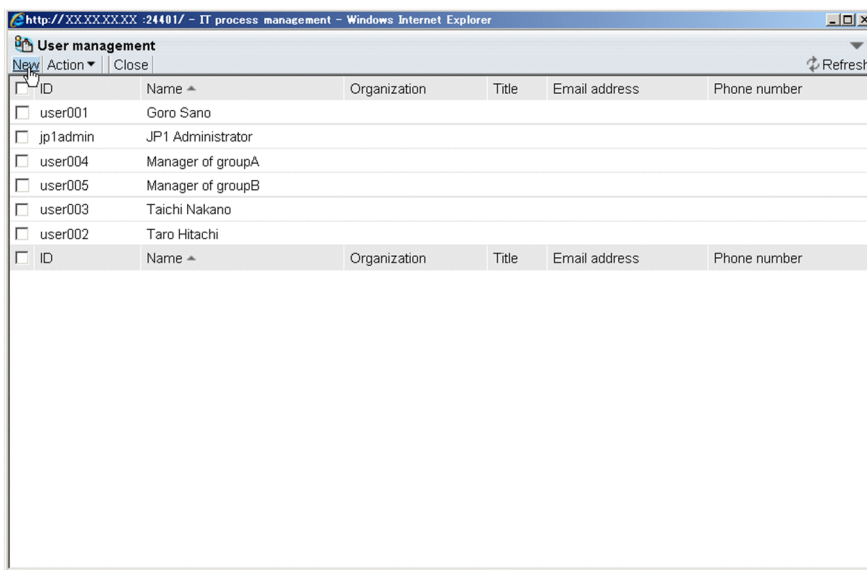 http://XX.XX.XX.XX :24401/ - IT process management - Windows Internet Explorer
User management
New Action Close Refresh
ID Name Organization Title Email address Phone number
user001 Goro Sano
jp1admin JP1 Administrator
user004 Manager of groupA
user005 Manager of groupB
user003 Taichi Nakano
user002 Taro Hitachi
ID Name Organization Title Email address Phone number